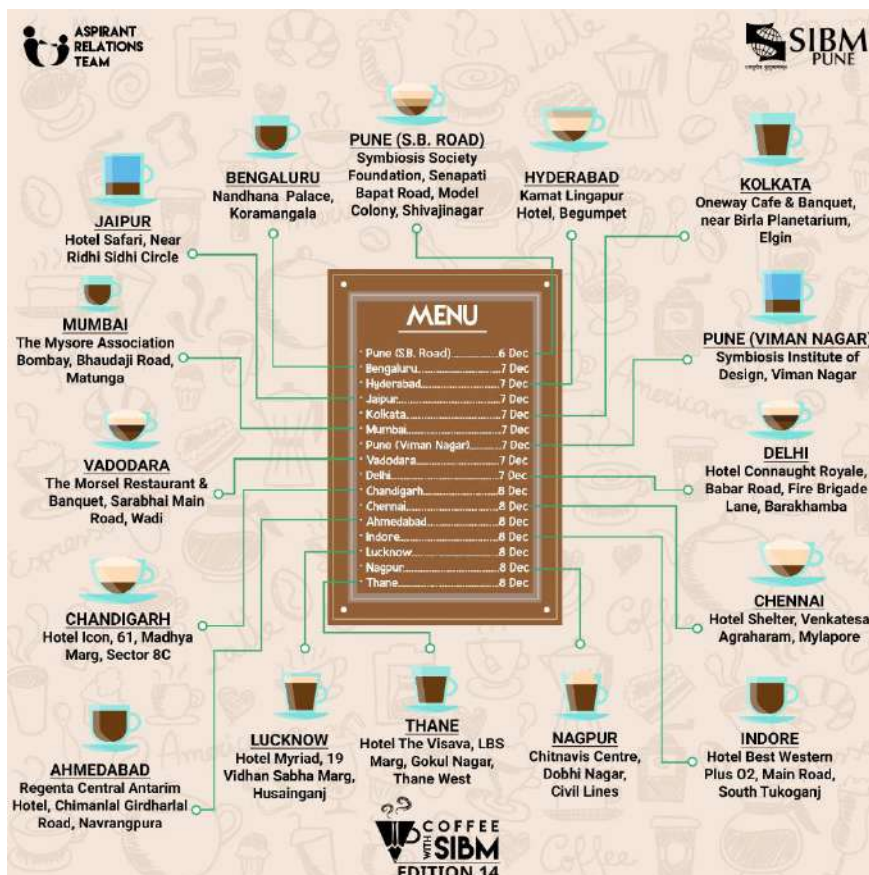 ASPIRANT
RELATIONS
TEAM
SIBM
PUNE
PUNE (S.B. ROAD)
Symbiosis Society
Foundation, Senapati
Bapat Road, Model
Colony, Shivajinagar
BENGALURU
Nandhana Palace,
Koramangala
HYDERABAD
Kamat Lingapur
Hotel, Begumpet
KOLKATA
Oneway Cafe & Banquet,
near Birla Planetarium,
Elgin
JAIPUR
Hotel Safari, Near
Ridhi Sidhi Circle
MUMBAI
The Mysore Association
Bombay, Bhaudaji Road,
Matunga
PUNE (VIMAN NAGAR)
Symbiosis Institute of
Design, Viman Nagar
VADODARA
The Morsel Restaurant &
Banquet, Sarabhai Main
Road, Wadi
DELHI
Hotel Connaught Royale,
Babar Road, Fire Brigade
Lane, Barakhamba
MENU
Pune (S.B. Road) 6 Dec
Bengaluru 7 Dec
Hyderabad 7 Dec
Jaipur 7 Dec
Kolkata 7 Dec
Mumbai 7 Dec
Pune (Viman Nagar) 7 Dec
Vadodara 7 Dec
Delhi 7 Dec
Chandigarh 8 Dec
Chennai 8 Dec
Ahmedabad 8 Dec
Indore 8 Dec
Lucknow 8 Dec
Nagpur 8 Dec
Thane 8 Dec
CHANDIGARH
Hotel Icon, 61, Madhya
Marg, Sector 8C
CHENNAI
Hotel Shelter, Venkatesa
Agraharam, Mylapore
AHMEDABAD
Regenta Central Antarim
Hotel, Chimanlal Girdharlal
Road, Navrangpura
LUCKNOW
Hotel Myriad, 19
Vidhan Sabha Marg,
Husainganj
THANE
Hotel The Visava, LBS
Marg, Gokul Nagar,
Thane West
NAGPUR
Chitnavis Centre,
Dobhi Nagar,
Civil Lines
INDORE
Hotel Best Western
Plus O2, Main Road,
South Tukoganj
COFFEE
WITH SIBM
EDITION 14